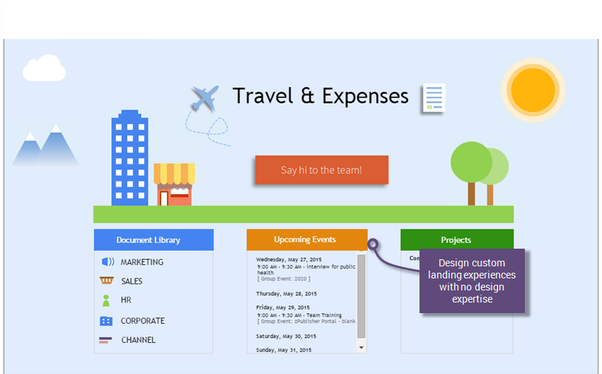 Travel & Expenses
Say hi to the team!
Document Library
MARKETING
SALES
HR
CORPORATE
CHANNEL
Upcoming Events
Wednesday, May 27, 2015
9:00 AM - 9:30 AM - Interview for public
health
[ Group Event: 2020 ]
Thursday, May 28, 2015
Friday, May 29, 2015
9:00 AM - 9:30 AM - Team Training
[ Group Event: zPublisher Portal - blank
Saturday, May 30, 2015
Sunday, May 31, 2015
Projects
Design custom
landing experiences
with no design
expertise